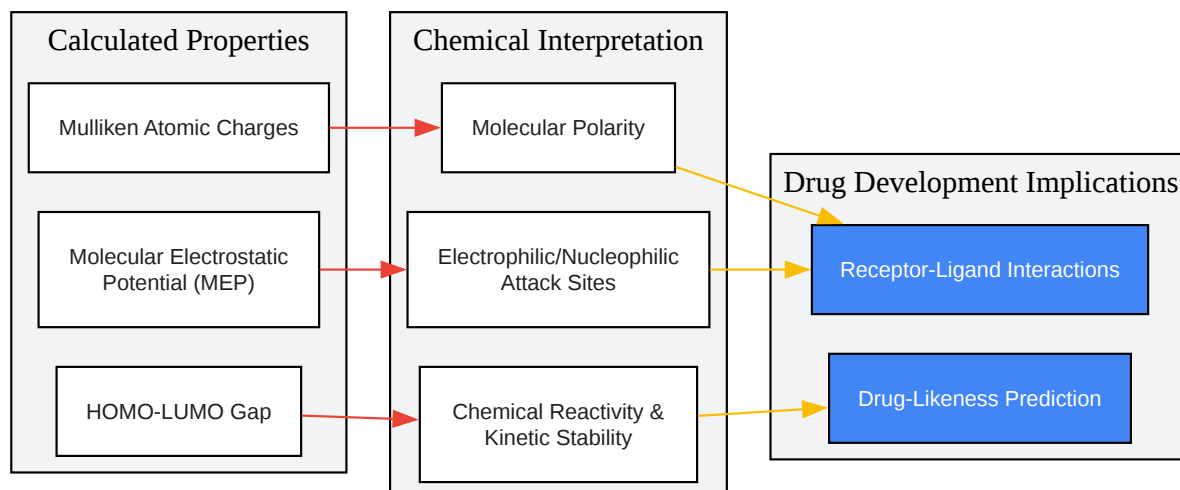 Calculated Properties
Mulliken Atomic Charges
Molecular Electrostatic
Potential (MEP)
HOMO-LUMO Gap
Chemical Interpretation
Molecular Polarity
Electrophilic/Nucleophilic
Attack Sites
Chemical Reactivity &
Kinetic Stability
Drug Development Implications
Receptor-Ligand Interactions
Drug-Likeness Prediction